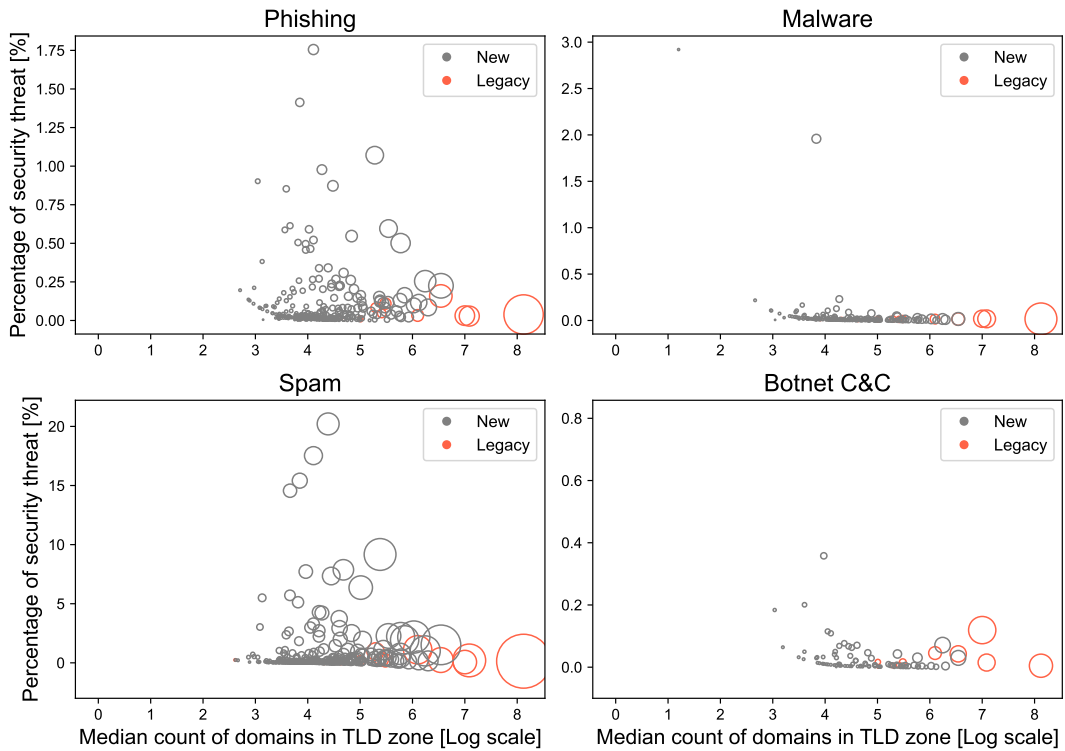 Phishing
Malware
Percentage of security threat [%]
1.75
1.50
1.25
1.00
0.75
0.50
0.25
0.00
New
Legacy
0 1 2 3 4 5 6 7 8
3.0
2.5
2.0
1.5
1.0
0.5
0.0
New
Legacy
0 1 2 3 4 5 6 7 8
Spam
Botnet C&C
Percentage of security threat [%]
20
15
10
5
0
New
Legacy
0 1 2 3 4 5 6 7 8
Median count of domains in TLD zone [Log scale]
0.8
0.6
0.4
0.2
0.0
New
Legacy
0 1 2 3 4 5 6 7 8
Median count of domains in TLD zone [Log scale]